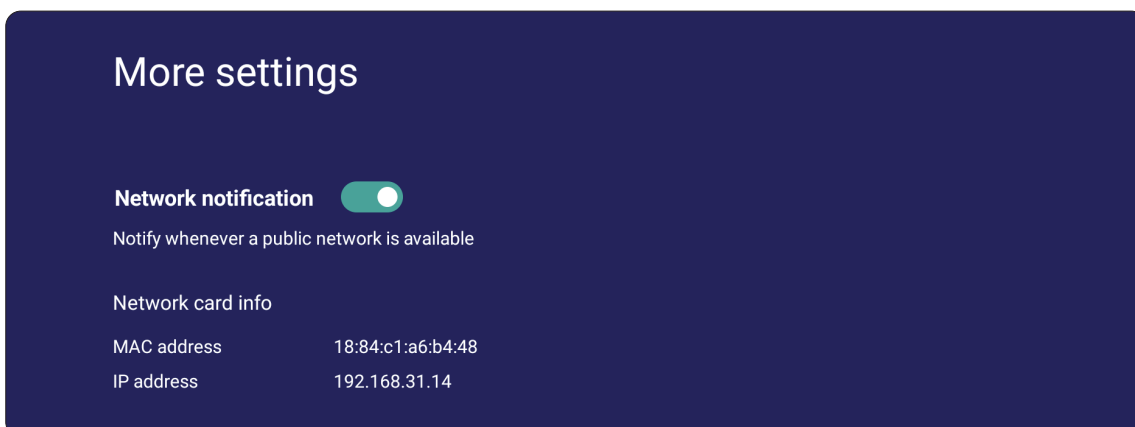 More settings
Network notification
Notify whenever a public network is available
Network card info
MAC address 18:84:c1:a6:b4:48
IP address 192.168.31.14